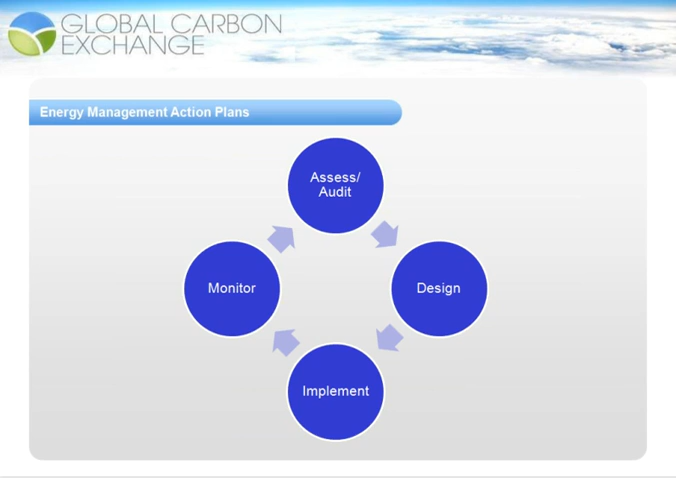 GLOBAL CARBON
EXCHANGE
Energy Management Action Plans
Assess/
Audit
Monitor
Design
Implement